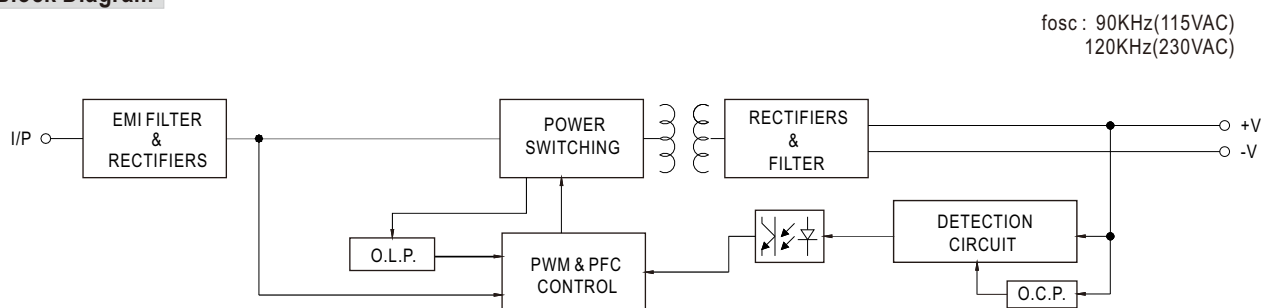 Block Diagram
fosc : 90KHz(115VAC)
120KHz(230VAC)
I/P
EMI FILTER
&
RECTIFIERS
POWER
SWITCHING
RECTIFIERS
&
FILTER
+V
-V
O.L.P.
PWM & PFC
CONTROL
DETECTION
CIRCUIT
O.C.P.